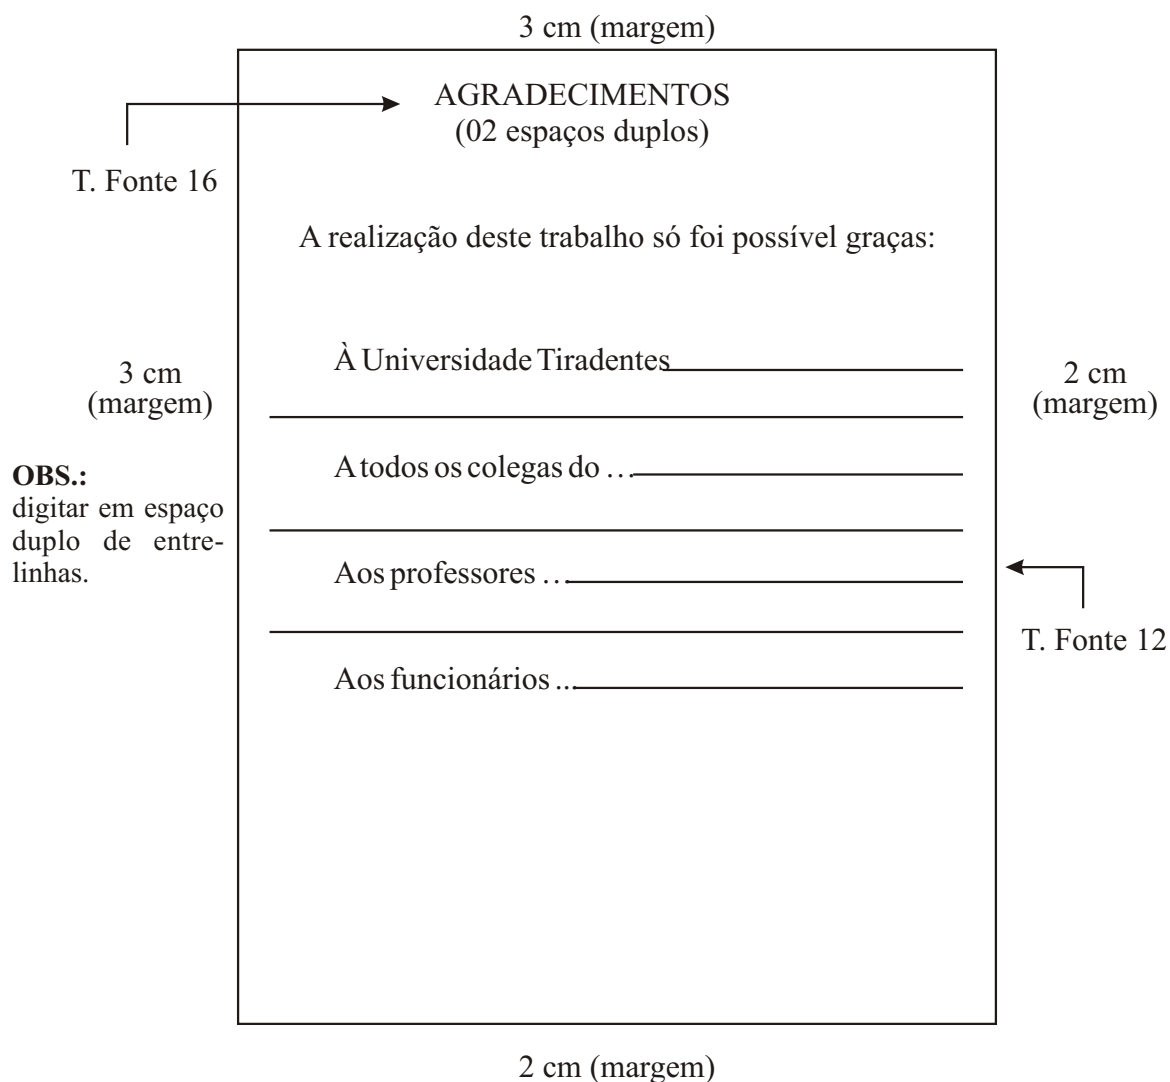 3 cm (margem)
AGRADECIMENTOS
(02 espaços duplos)
T. Fonte 16
A realização deste trabalho só foi possível graças:
À Universidade Tiradentes
3 cm
(margem)
2 cm
(margem)
A todos os colegas do …
OBS.:
digitar em espaço
duplo de entre-
linhas.
Aos professores …
T. Fonte 12
Aos funcionários ...
2 cm (margem)